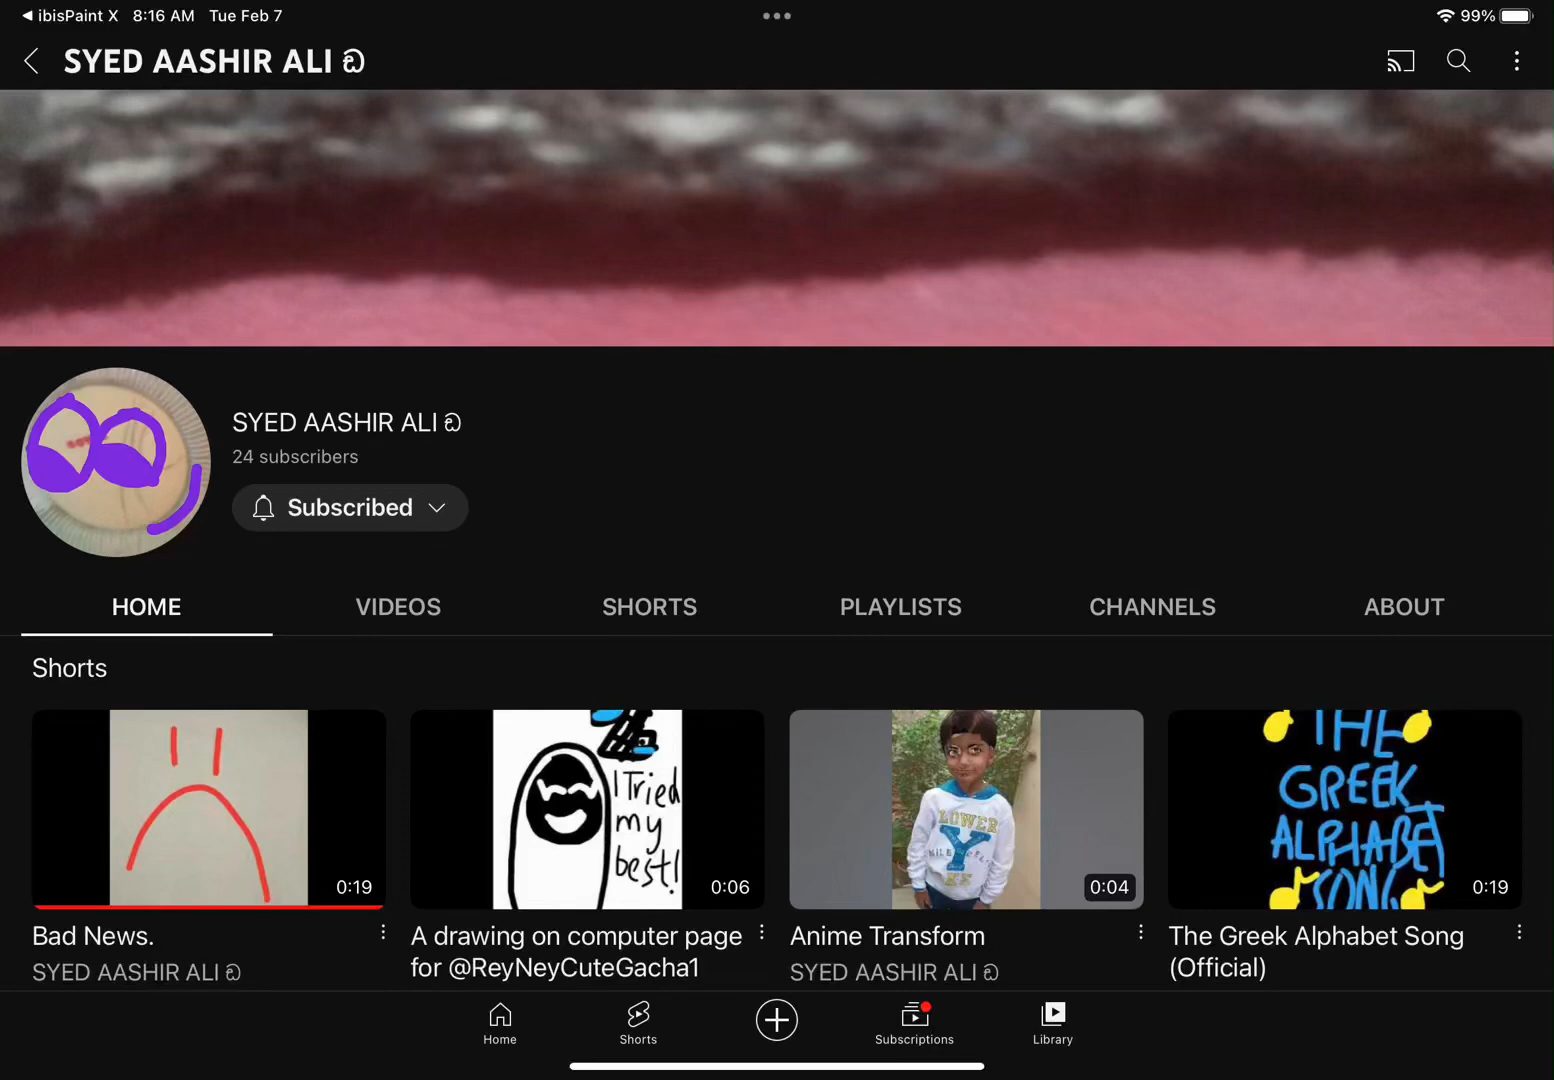 ibisPaint X 8:16 AM Tue Feb 7
99%
SYED AASHIR ALI ඞ
SYED AASHIR ALI ඞ
24 subscribers
Subscribed
HOME VIDEOS SHORTS PLAYLISTS CHANNELS ABOUT
Shorts
0:19
I Tried
my
best!
0:06
LOWER
Y
0:04
THE
GREEK
ALPHABET
SONG
0:19
Bad News.
SYED AASHIR ALI ඞ
A drawing on computer page
for @ReyNeyCuteGacha1
Anime Transform
SYED AASHIR ALI ඞ
The Greek Alphabet Song
(Official)
Home Shorts Subscriptions Library